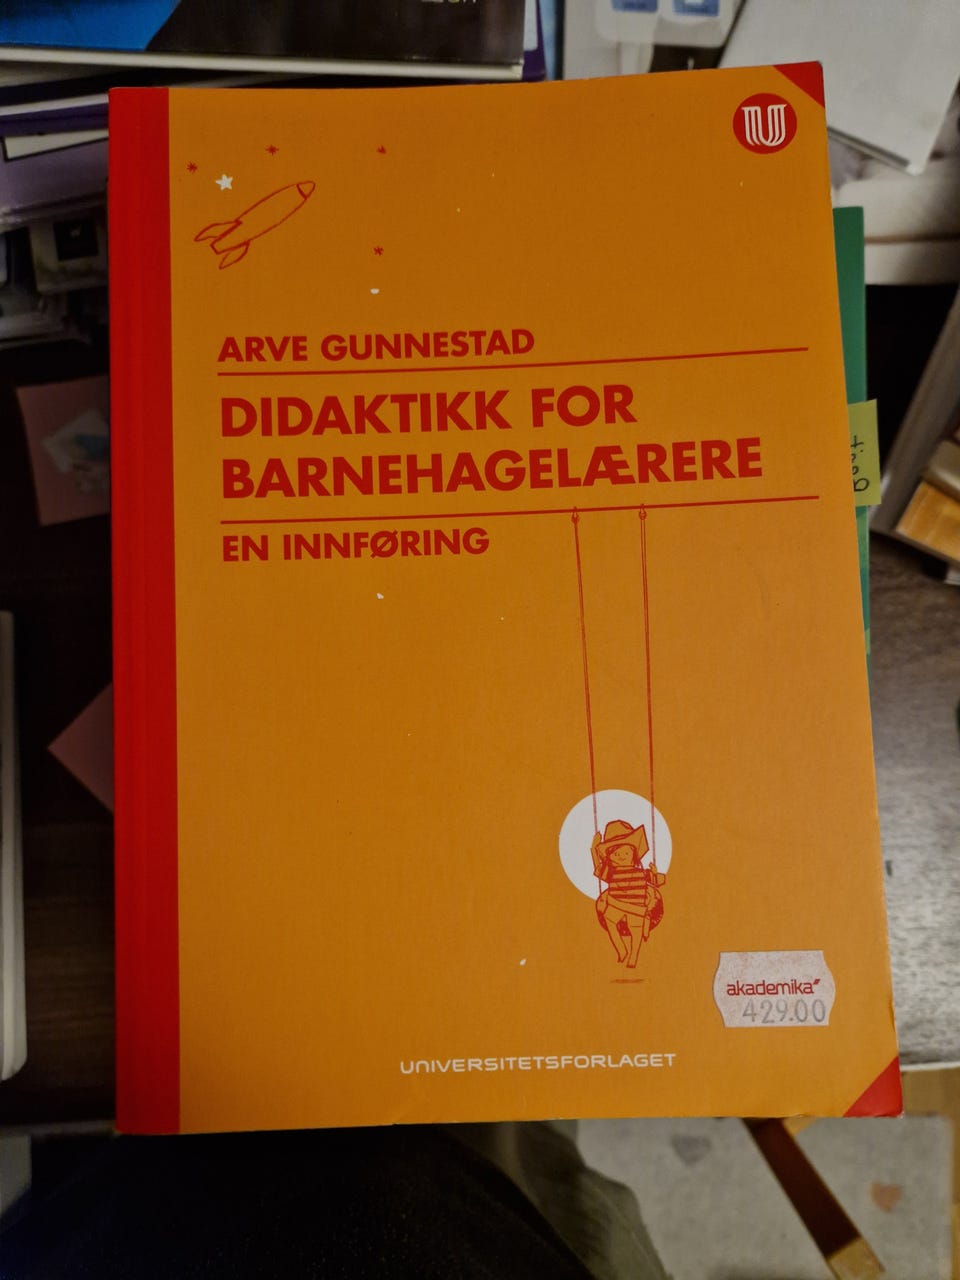 U
ARVE GUNNESTAD
DIDAKTIKK FOR
BARNEHAGELÆRERE
EN INNFØRING
akademika
429.00
UNIVERSITETSFORLAGET